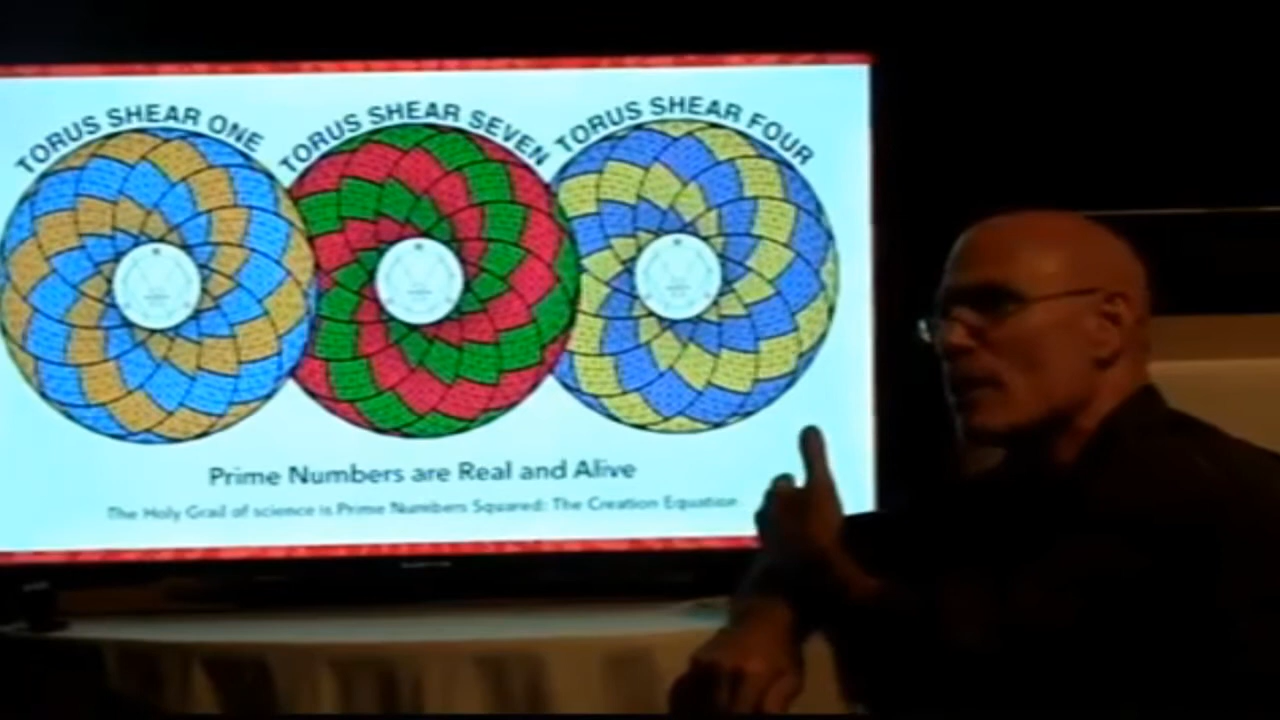 TORUS SHEAR ONE
TORUS SHEAR SEVEN
TORUS SHEAR FOUR
Prime Numbers are Real and Alive
The Holy Grail of science is Prime Numbers Squared: The Creation Equation